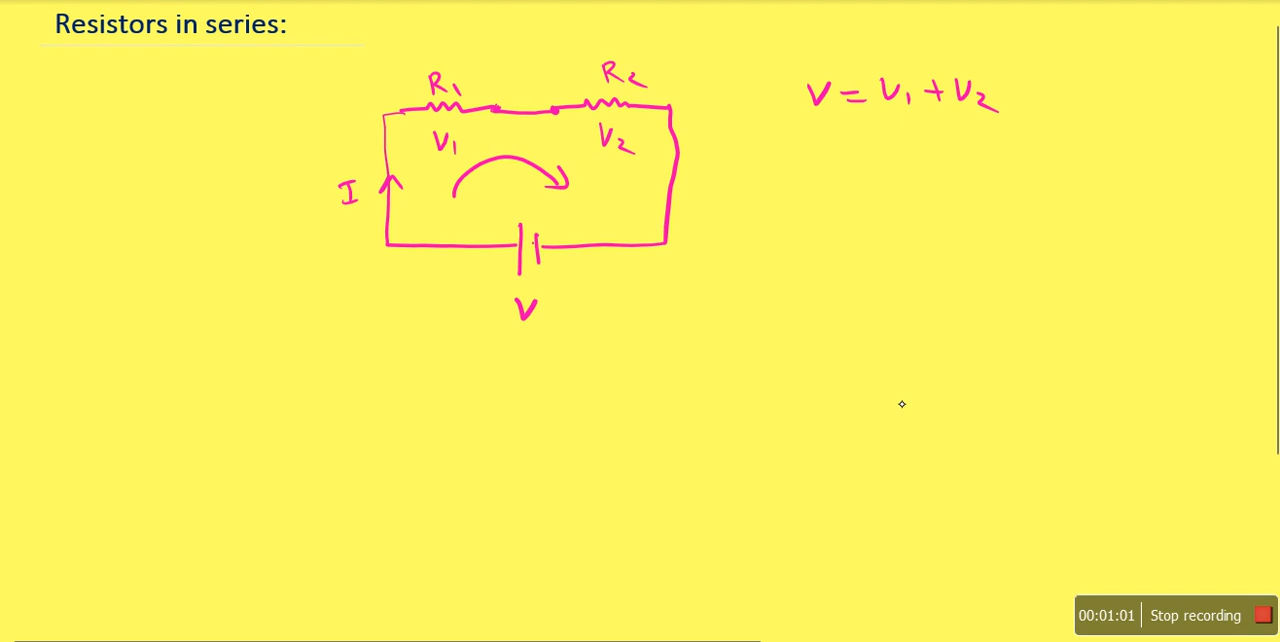 Resistors in series:
R1
R2
V = V1 + V2
V1
V2
I
V
00:01:01 Stop recording